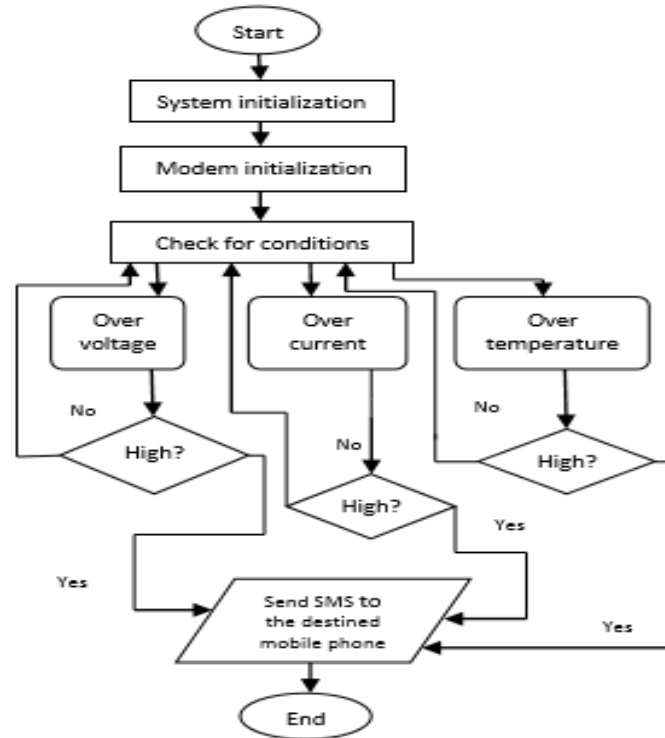 Start
System initialization
Modem initialization
Check for conditions
Over
voltage
Over
current
Over
temperature
No
High?
No
High?
No
High?
Yes
Yes
Yes
Send SMS to
the destined
mobile phone
End